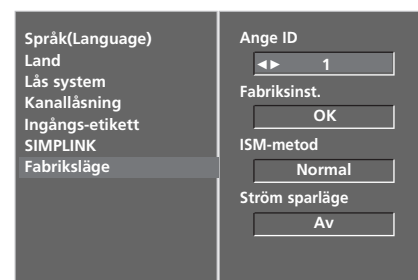 Språk(Language)
Land
Lås system
Kanallåsning
Ingångs-etikett
SIMPLINK
Fabriksläge
Ange ID
◄► 1
Fabriksinst.
OK
ISM-metod
Normal
Ström sparläge
Av